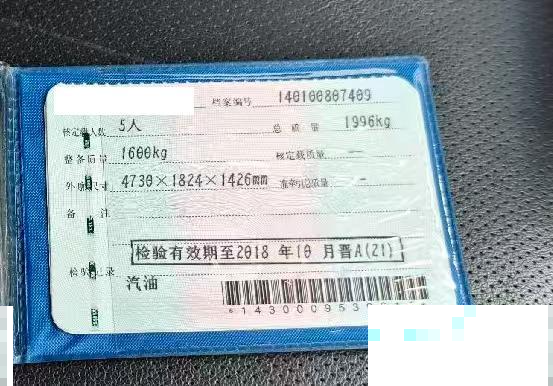 档案编号 140100807409
核定载人数 5人 总质量 1996kg
整备质量 1600kg 核定载质量 —
外廓尺寸 4730×1824×1426mm 准牵引总质量 —
备注
检验有效期至2018 年10 月晋A(21)
检验记录
汽油